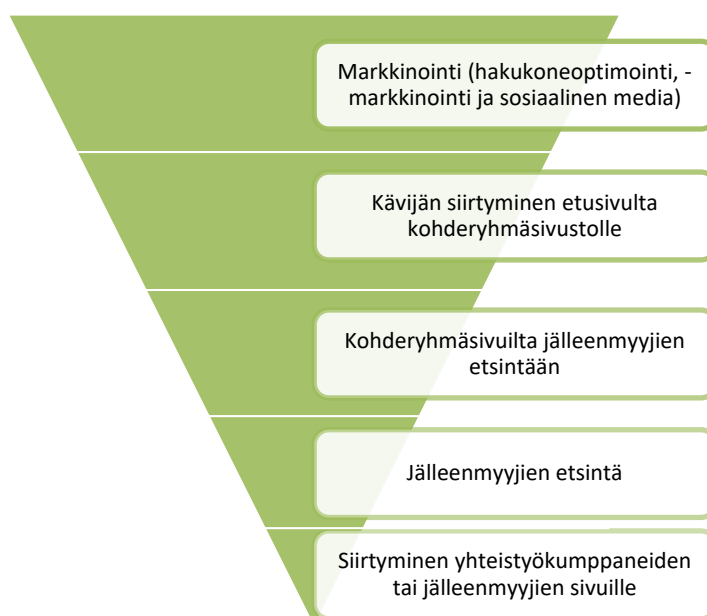 Markkinointi (hakukoneoptimointi, -
markkinointi ja sosiaalinen media)
Kävijän siirtyminen etusivulta
kohderyhmäsivustolle
Kohderyhmäsivuilta jälleenmyyjien
etsintään
Jälleenmyyjien etsintä
Siirtyminen yhteistyökumppaneiden
tai jälleenmyyjien sivuille